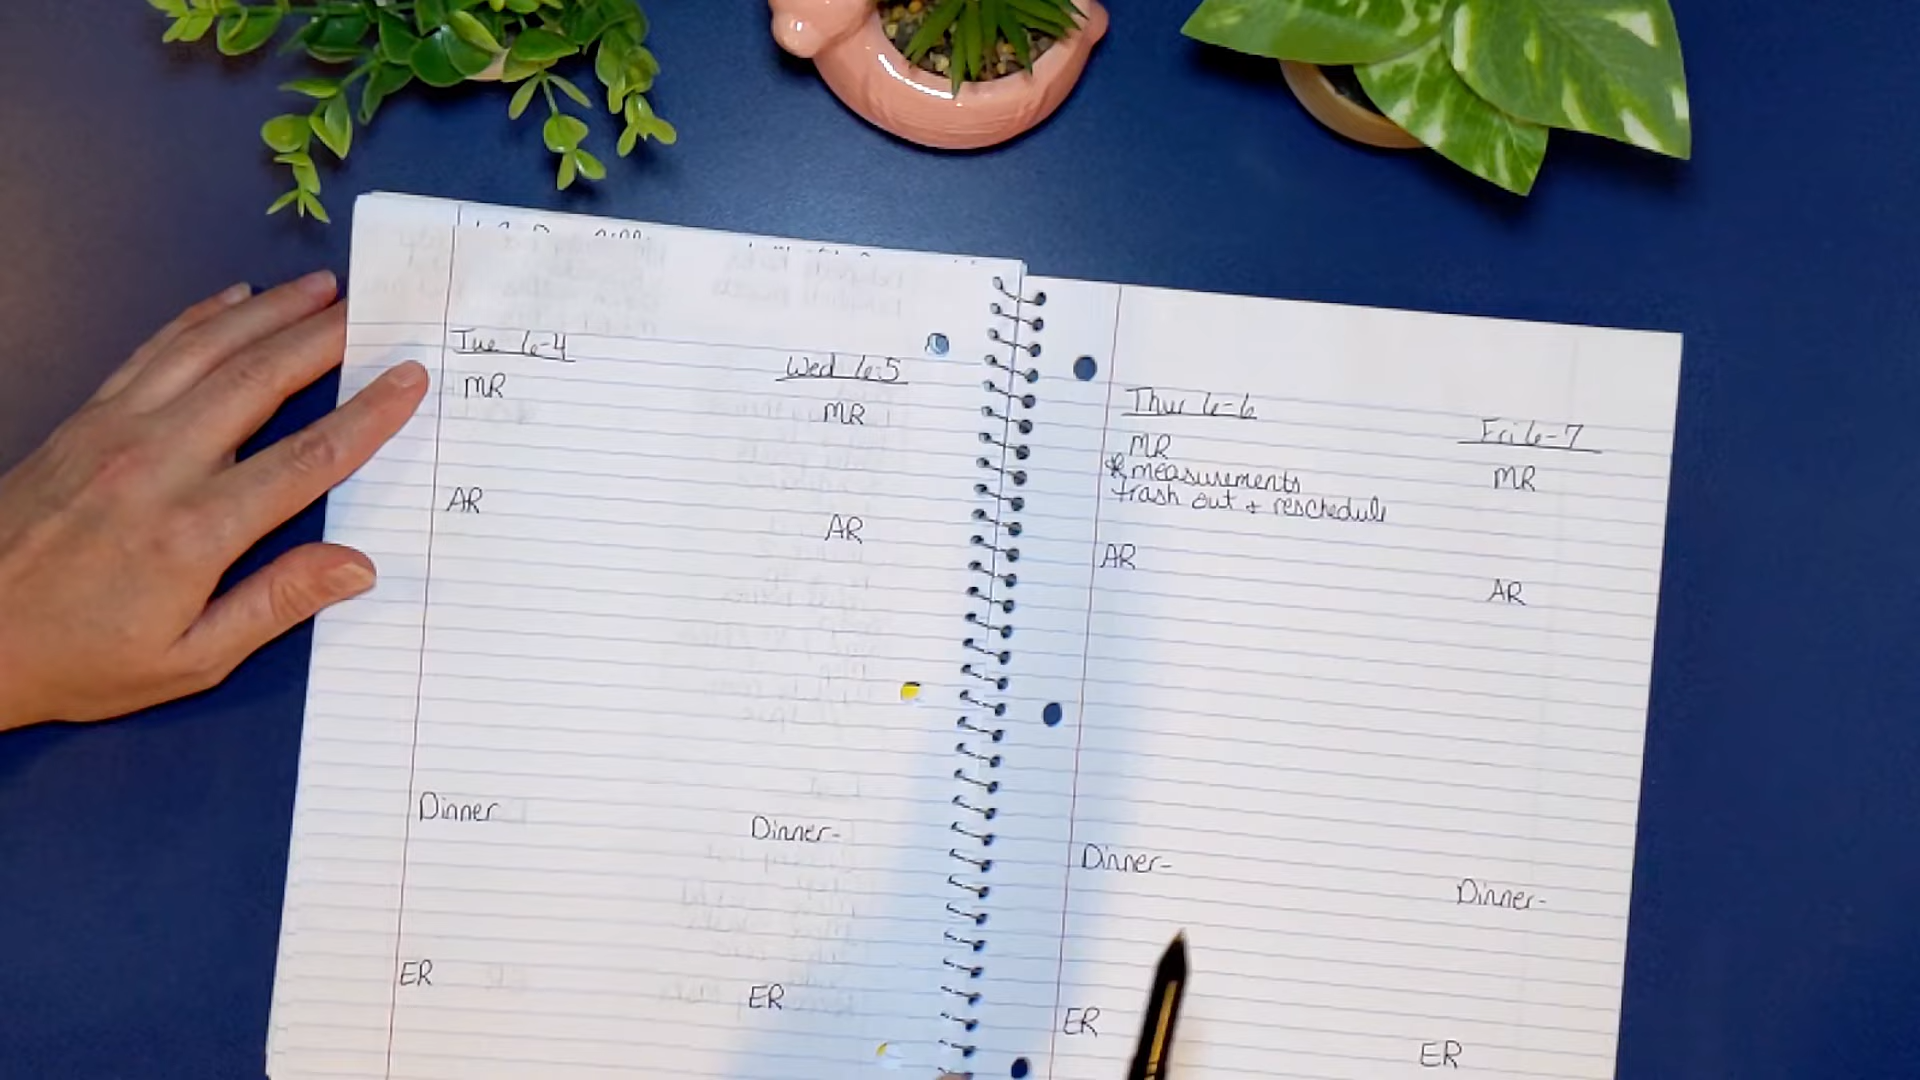 Tue 6-4
MR
AR
Dinner
ER
Wed 6-5
MR
AR
Dinner-
ER
Thur 6-6
MR
* measurements
trash out + reschedule
AR
Dinner-
ER
Fri 6-7
MR
AR
Dinner-
ER